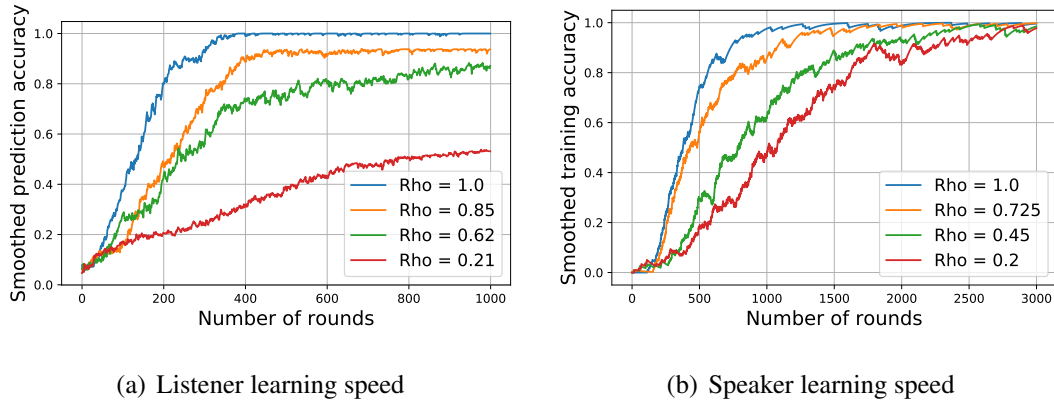 Smoothed prediction accuracy
1.0
0.8
0.6
0.4
0.2
0.0
0
200
400
600
800
1000
Number of rounds
Rho = 1.0
Rho = 0.85
Rho = 0.62
Rho = 0.21
(a) Listener learning speed
Smoothed training accuracy
1.0
0.8
0.6
0.4
0.2
0.0
0
500
1000
1500
2000
2500
3000
Number of rounds
Rho = 1.0
Rho = 0.725
Rho = 0.45
Rho = 0.2
(b) Speaker learning speed